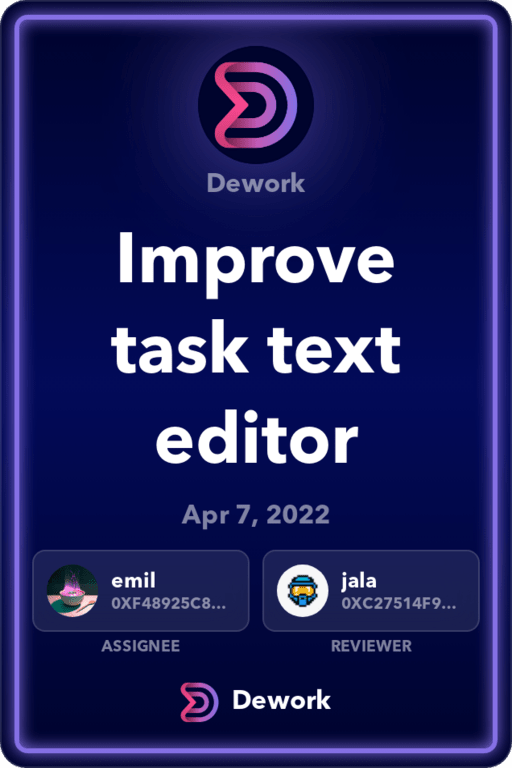 Dework
Improve
task text
editor
Apr 7, 2022
emil
0XF48925C8...
ASSIGNEE
jala
0XC27514F9...
REVIEWER
Dework